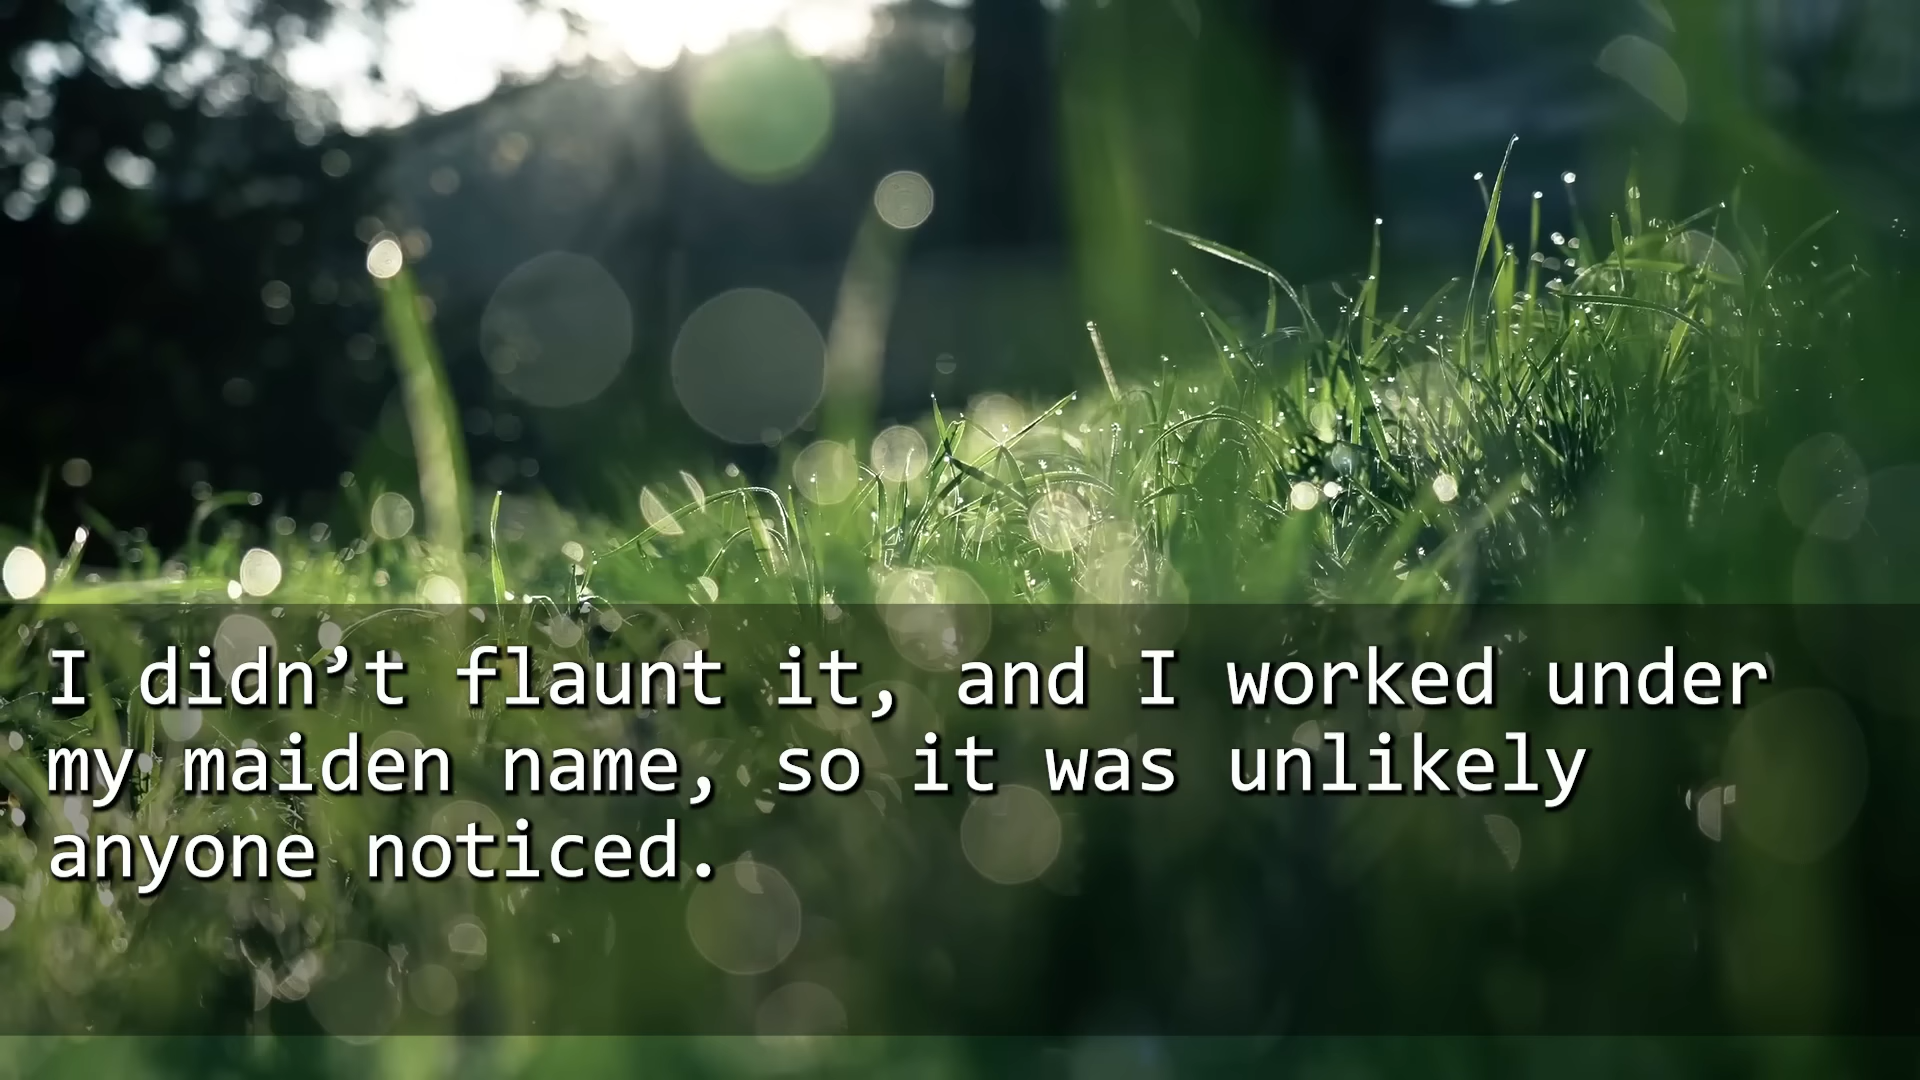 I didn’t flaunt it, and I worked under
my maiden name, so it was unlikely
anyone noticed.